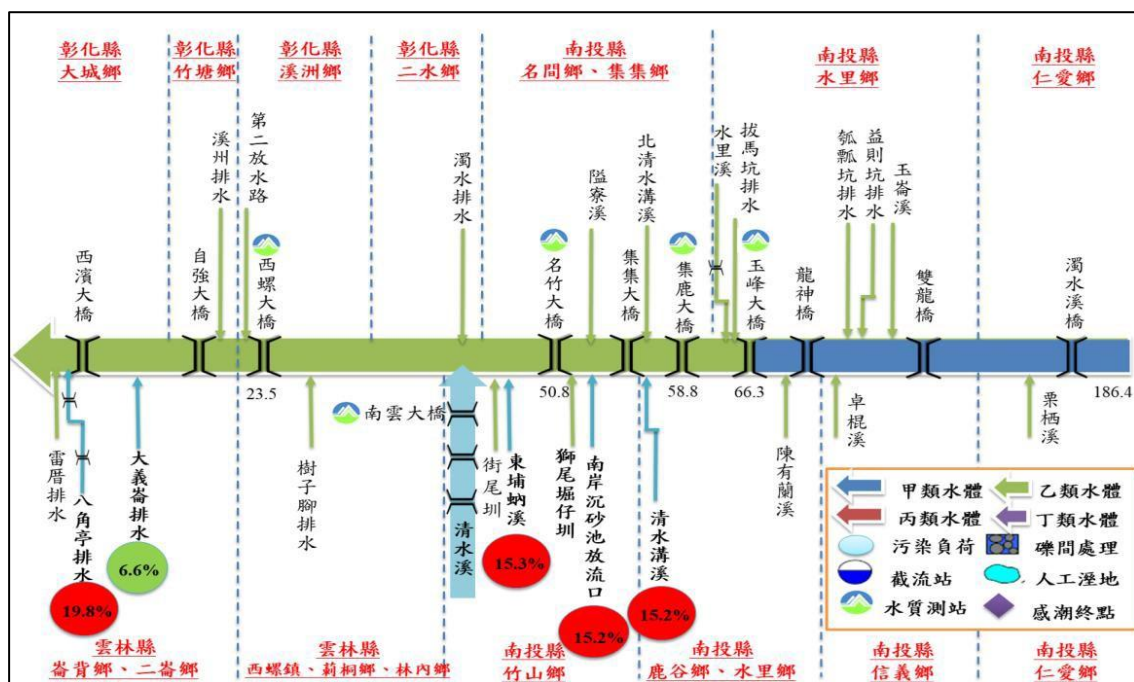 彰化縣
大城鄉
彰化縣
竹塘鄉
彰化縣
溪洲鄉
彰化縣
二水鄉
南投縣
名間鄉、集集鄉
南投縣
水里鄉
南投縣
仁愛鄉
溪州排水
第二放水路
濁水排水
隘寮溪
北清水溝溪
水里溪
拔馬坑排水
瓠瓢坑排水
益則坑排水
玉崙溪
西濱大橋
自強大橋
西螺大橋
名竹大橋
集集大橋
集鹿大橋
玉峰大橋
龍神橋
雙龍橋
濁水溪橋
23.5
50.8
58.8
66.3
186.4
南雲大橋
雷厝排水
八角亭排水
大義崙排水
樹子腳排水
清水溪
街尾圳
東埔蚋溪
獅尾堀仔圳
南岸沉砂池放流口
清水溝溪
陳有蘭溪
卓棍溪
栗栖溪
19.8%
6.6%
15.3%
15.2%
15.2%
甲類水體
乙類水體
丙類水體
丁類水體
污染負荷
礫間處理
截流站
人工溼地
水質測站
感潮終點
雲林縣
崙背鄉、二崙鄉
雲林縣
西螺鎮、莿桐鄉、林內鄉
南投縣
竹山鄉
南投縣
鹿谷鄉、水里鄉
南投縣
信義鄉
南投縣
仁愛鄉